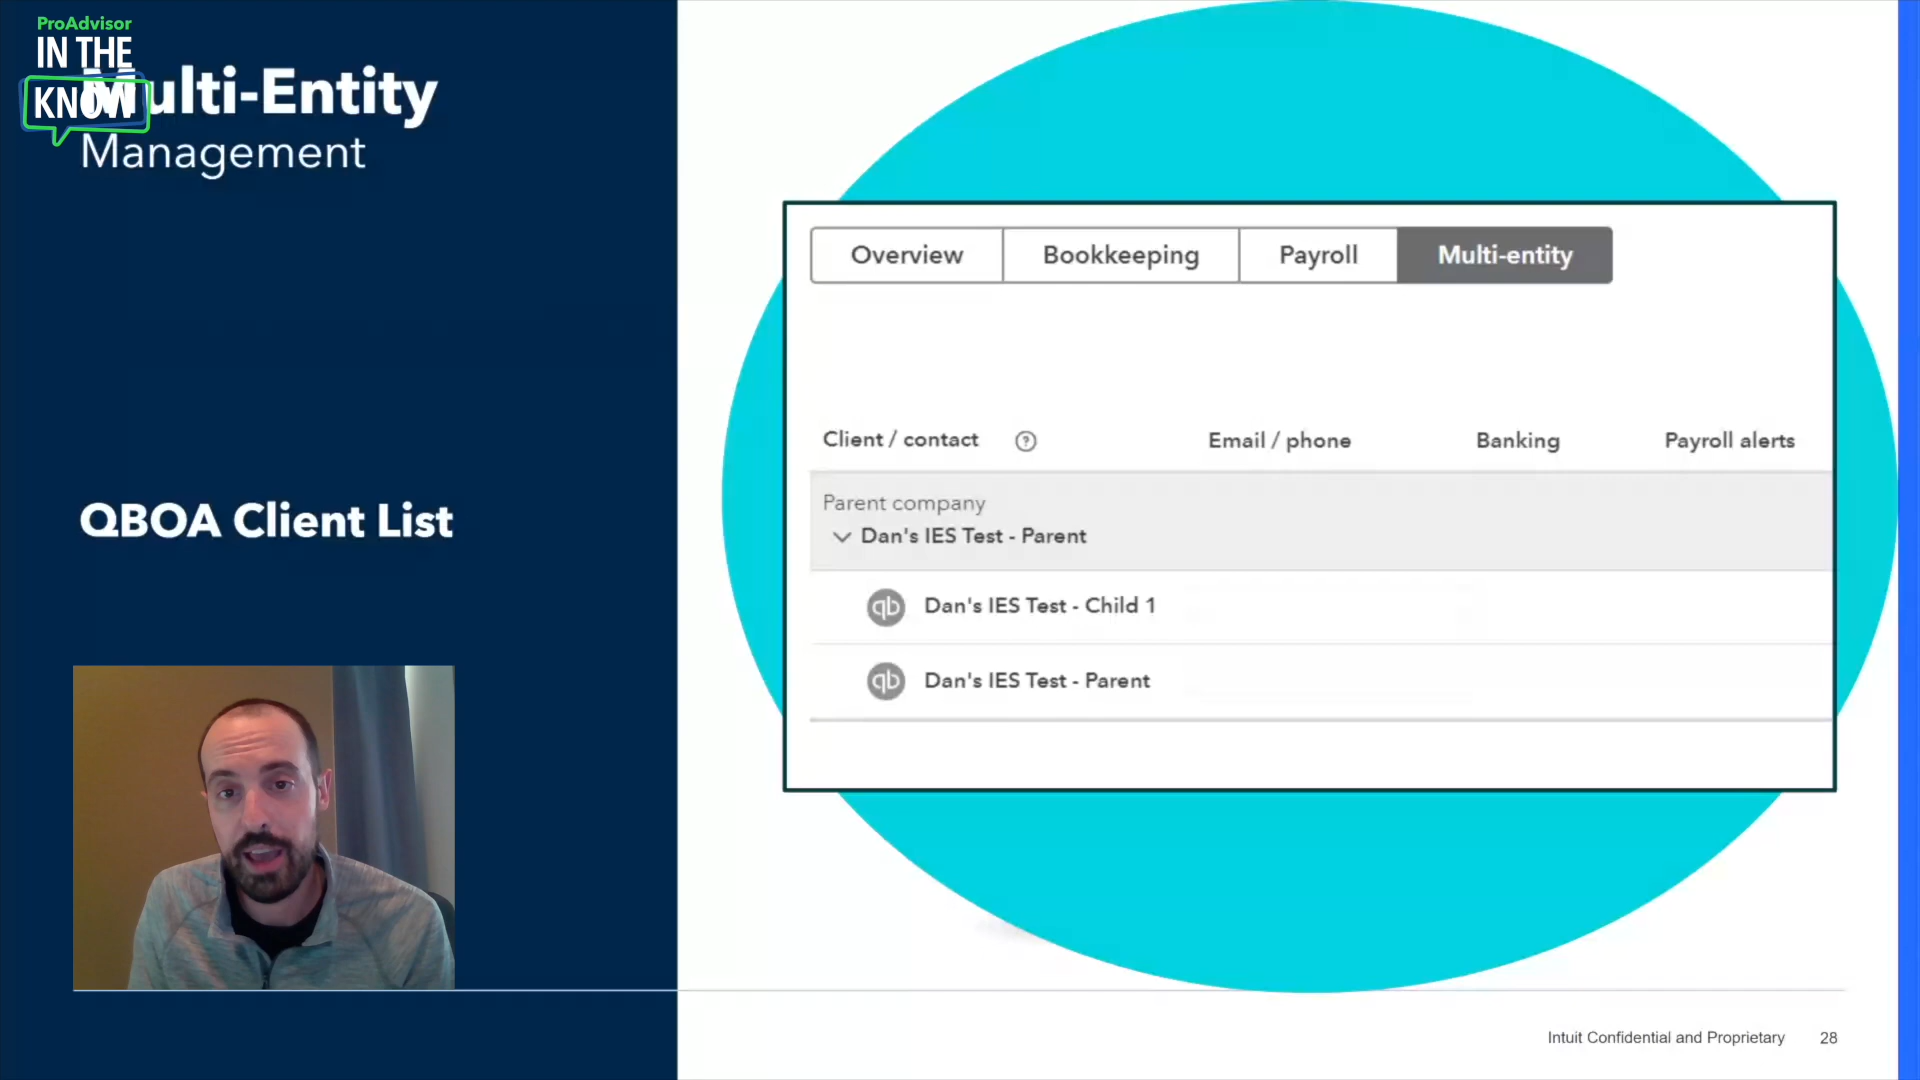 ProAdvisor
IN THE
KNOW
Multi-Entity
Management
QBOA Client List
Overview
Bookkeeping
Payroll
Multi-entity
Client / contact
?
Email / phone
Banking
Payroll alerts
Parent company
Dan's IES Test - Parent
qb
Dan's IES Test - Child 1
qb
Dan's IES Test - Parent
Intuit Confidential and Proprietary
28